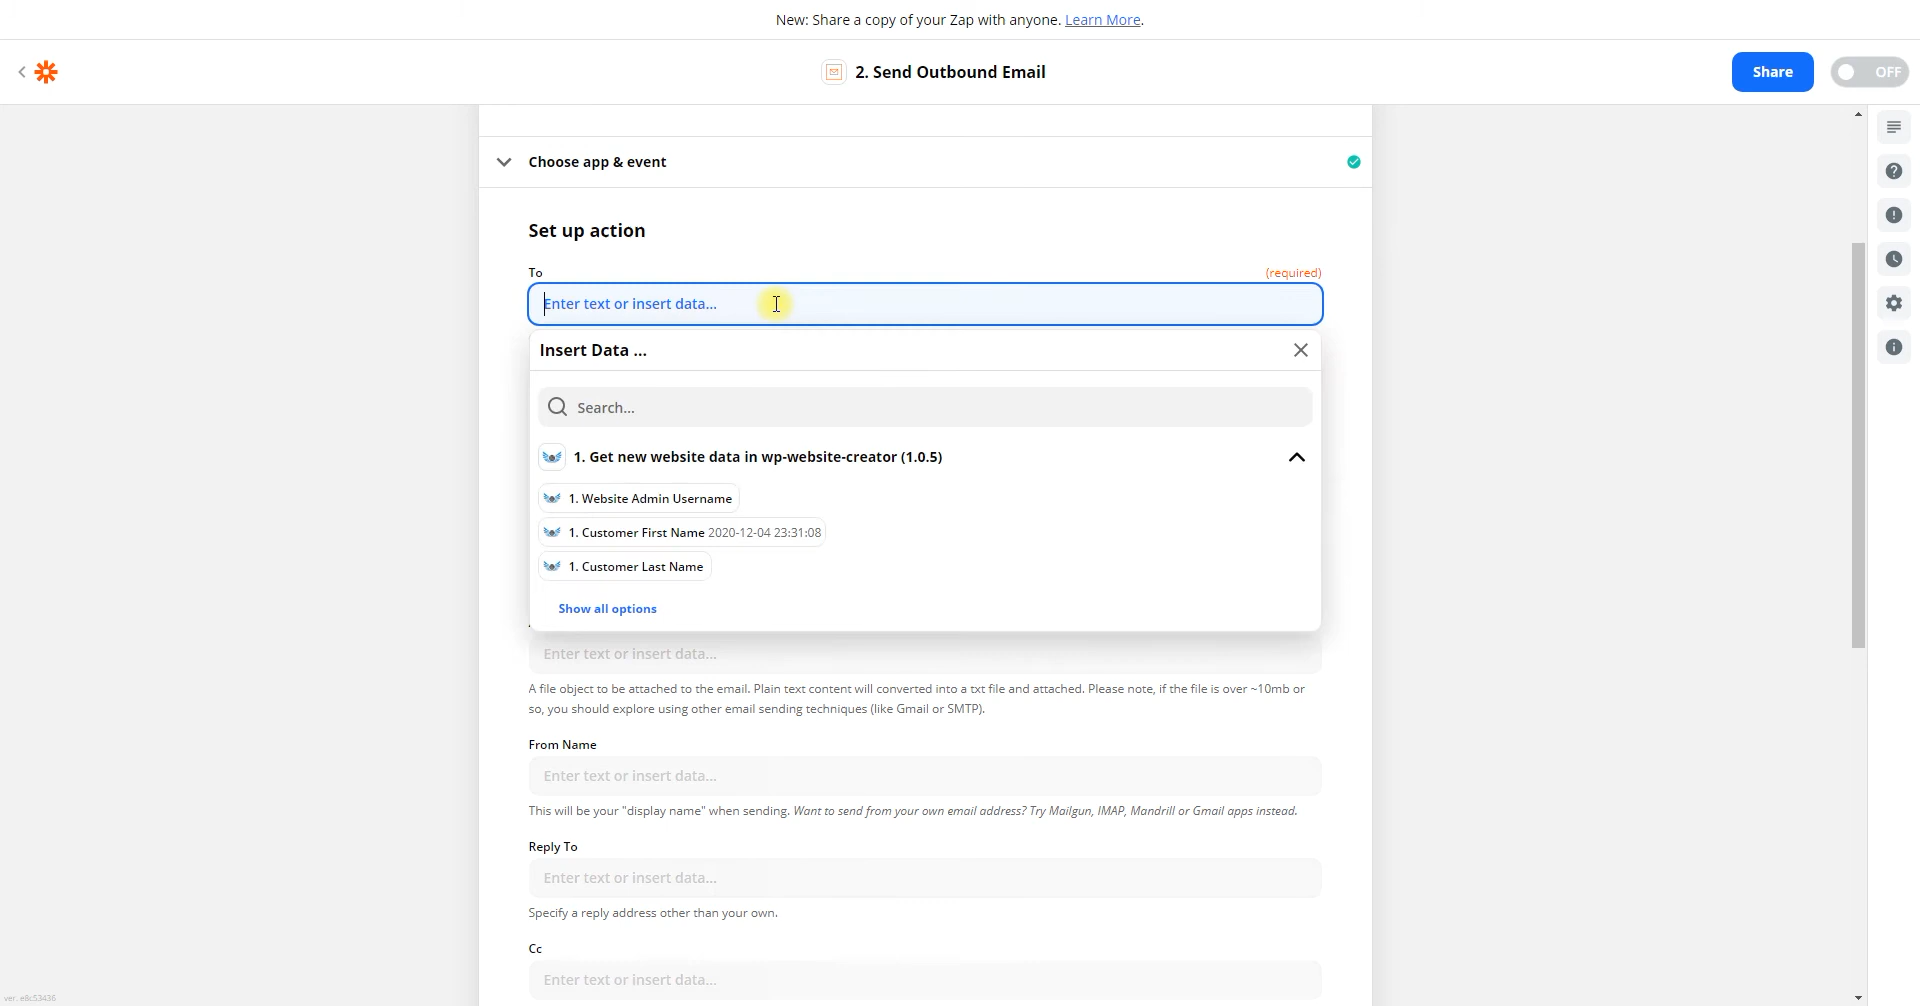 New: Share a copy of your Zap with anyone. Learn More.
2. Send Outbound Email
Share
OFF
Choose app & event
Set up action
To
(required)
Enter text or insert data...
Insert Data ...
Search...
1. Get new website data in wp-website-creator (1.0.5)
1. Website Admin Username
1. Customer First Name 2020-12-04 23:31:08
1. Customer Last Name
Show all options
Enter text or insert data...
A file object to be attached to the email. Plain text content will converted into a txt file and attached. Please note, if the file is over ~10mb or
so, you should explore using other email sending techniques (like Gmail or SMTP).
From Name
Enter text or insert data...
This will be your "display name" when sending. Want to send from your own email address? Try Mailgun, IMAP, Mandrill or Gmail apps instead.
Reply To
Enter text or insert data...
Specify a reply address other than your own.
Cc
Enter text or insert data...
ver. e8c53436